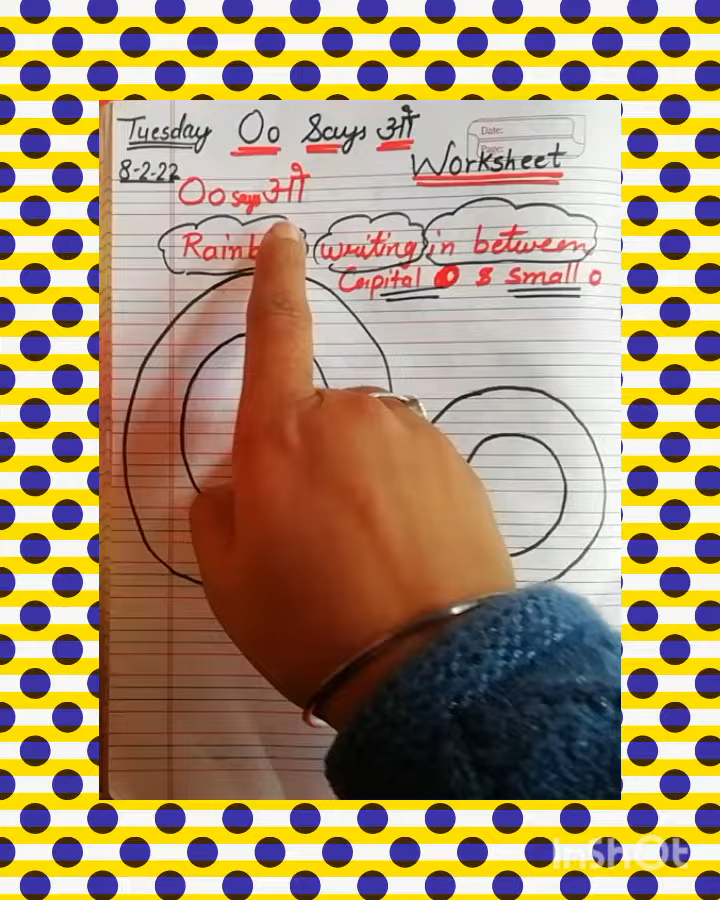 Tuesday Oo Says ओ
Date:
Page:
8-2-22
Worksheet
Oo says ओ
writing in between
Capital O & Small o
InShOt